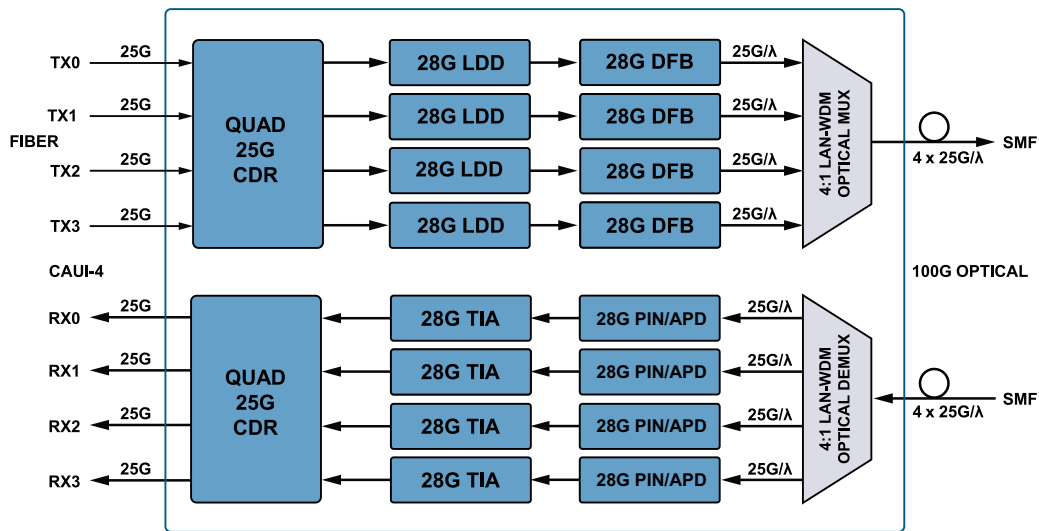 TX0
25G
TX1
25G
FIBER
TX2
25G
TX3
25G
QUAD
25G
CDR
28G LDD
28G DFB
25G/λ
28G LDD
28G DFB
25G/λ
28G LDD
28G DFB
25G/λ
28G LDD
28G DFB
25G/λ
4:1 LAN-WDM
OPTICAL MUX
4 x 25G/λ
SMF
CAUI-4
100G OPTICAL
RX0
25G
RX1
25G
RX2
25G
RX3
25G
QUAD
25G
CDR
28G TIA
28G PIN/APD
25G/λ
28G TIA
28G PIN/APD
25G/λ
28G TIA
28G PIN/APD
25G/λ
28G TIA
28G PIN/APD
25G/λ
4:1 LAN-WDM
OPTICAL DEMUX
4 x 25G/λ
SMF